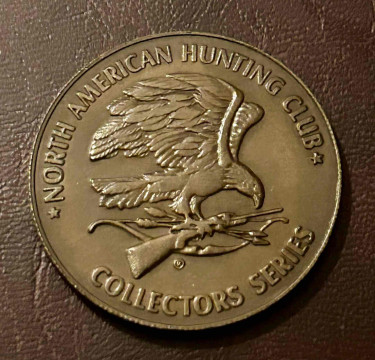 ★NORTH AMERICAN HUNTING CLUB★
COLLECTORS SERIES